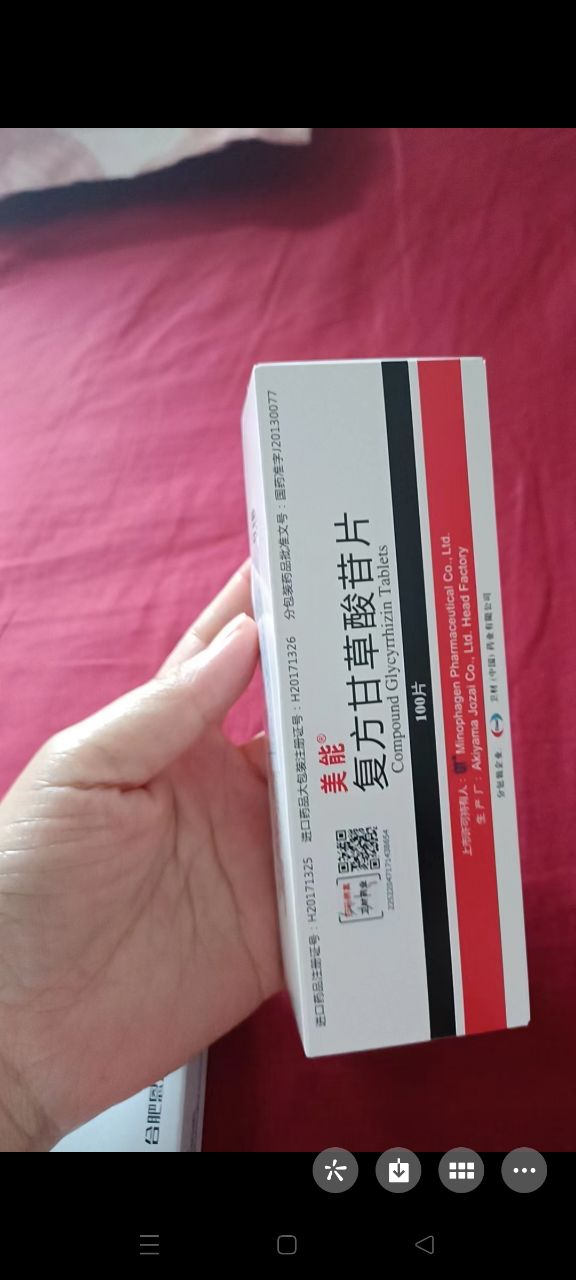 进口药品注册证号：H20171325 进口药品大包装注册证号：H20171326 分包装药品批准文号：国药准字J20130077
美能®
复方甘草酸苷片
Compound Glycyrrhizin Tablets
100片
上市许可持有人： Minophagen Pharmaceutical Co., Ltd.
生 产 厂： Akiyama Jozai Co., Ltd. Head Factory
分包装企业： 卫材（中国）药业有限公司
合肥